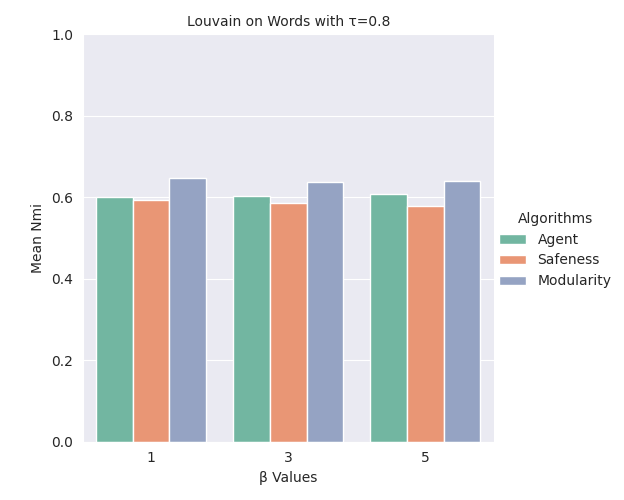 Louvain on Words with τ=0.8
1.0
0.8
0.6
0.4
0.2
0.0
Mean Nmi
1 3 5
β Values
Algorithms
Agent
Safeness
Modularity